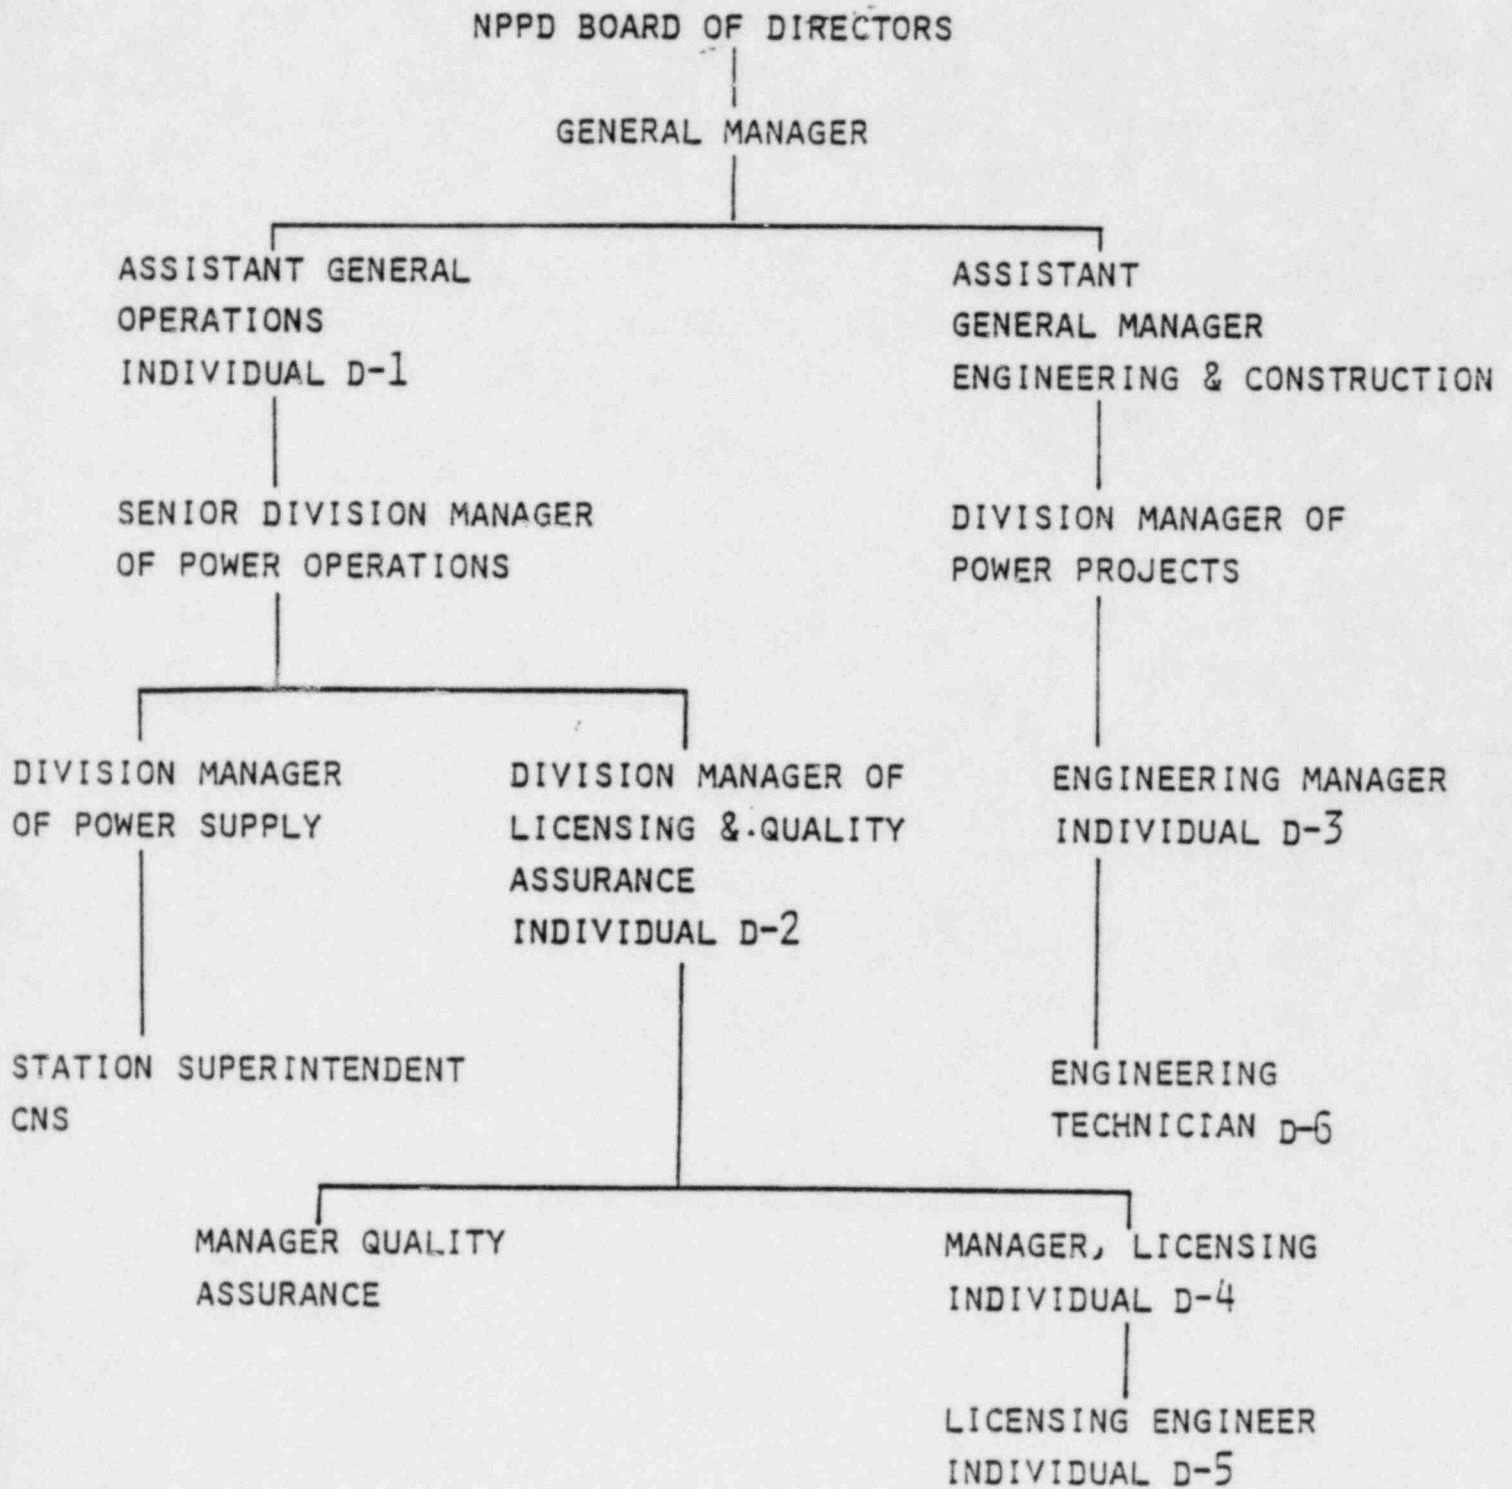 NPPD BOARD OF DIRECTORS
GENERAL MANAGER
ASSISTANT GENERAL
OPERATIONS
INDIVIDUAL D-1
ASSISTANT
GENERAL MANAGER
ENGINEERING & CONSTRUCTION
SENIOR DIVISION MANAGER
OF POWER OPERATIONS
DIVISION MANAGER OF
POWER PROJECTS
DIVISION MANAGER
OF POWER SUPPLY
DIVISION MANAGER OF
LICENSING & QUALITY
ASSURANCE
INDIVIDUAL D-2
ENGINEERING MANAGER
INDIVIDUAL D-3
STATION SUPERINTENDENT
CNS
ENGINEERING
TECHNICIAN D-6
MANAGER QUALITY
ASSURANCE
MANAGER, LICENSING
INDIVIDUAL D-4
LICENSING ENGINEER
INDIVIDUAL D-5